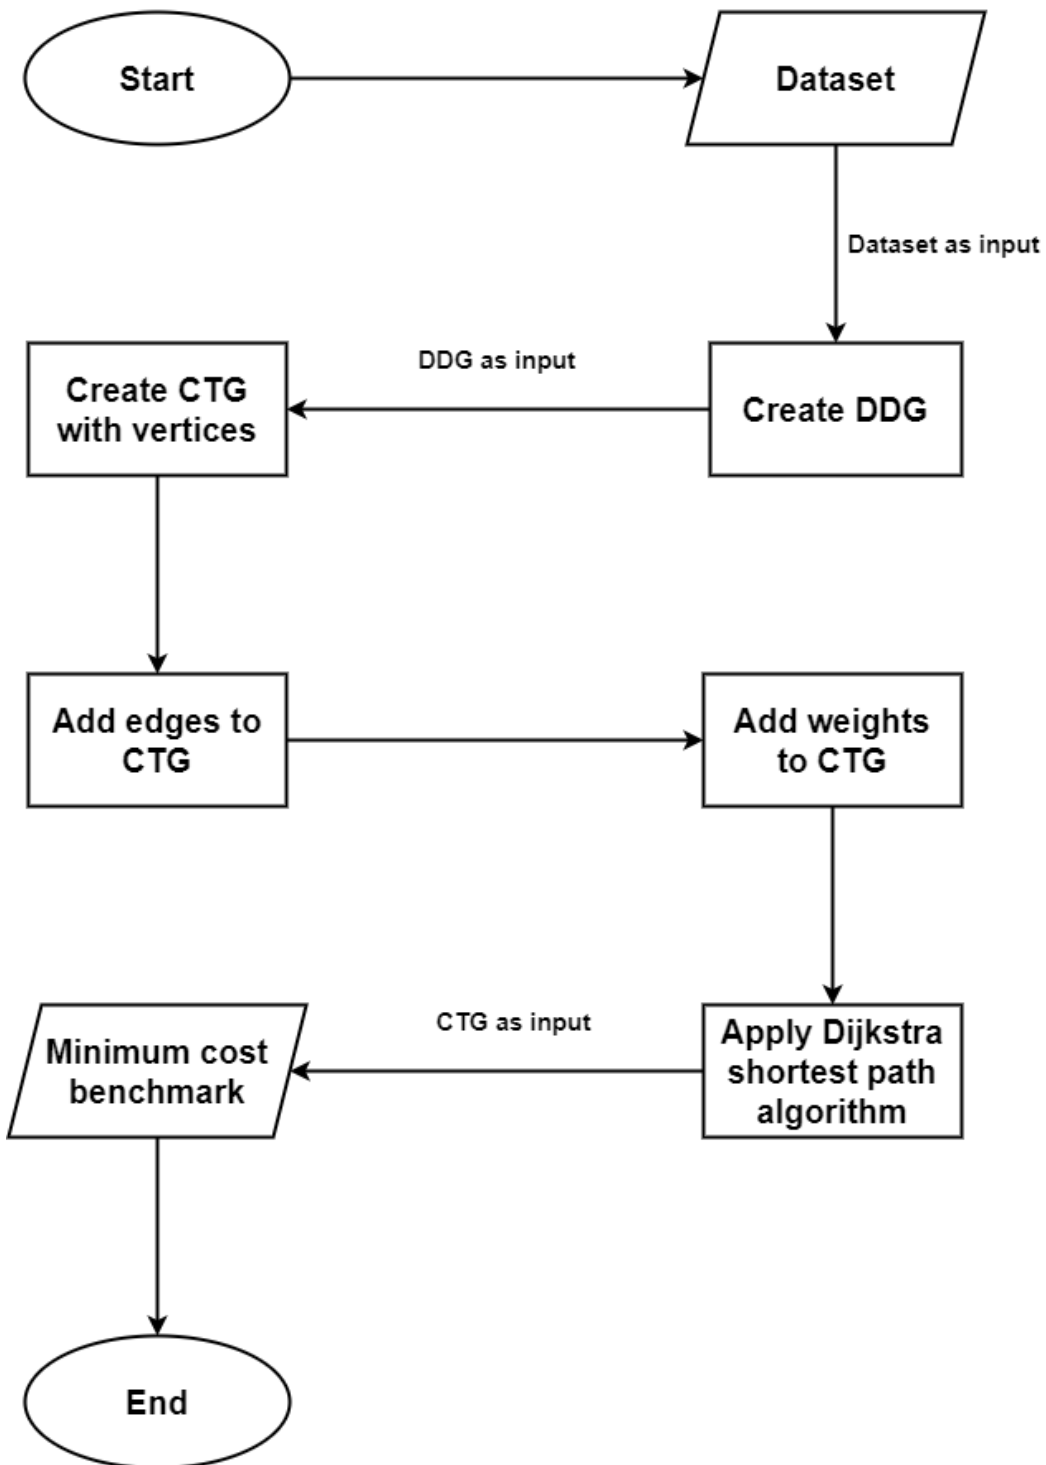 Start
Dataset
Dataset as input
DDG as input
Create CTG
with vertices
Create DDG
Add edges to
CTG
Add weights
to CTG
CTG as input
Minimum cost
benchmark
Apply Dijkstra
shortest path
algorithm
End